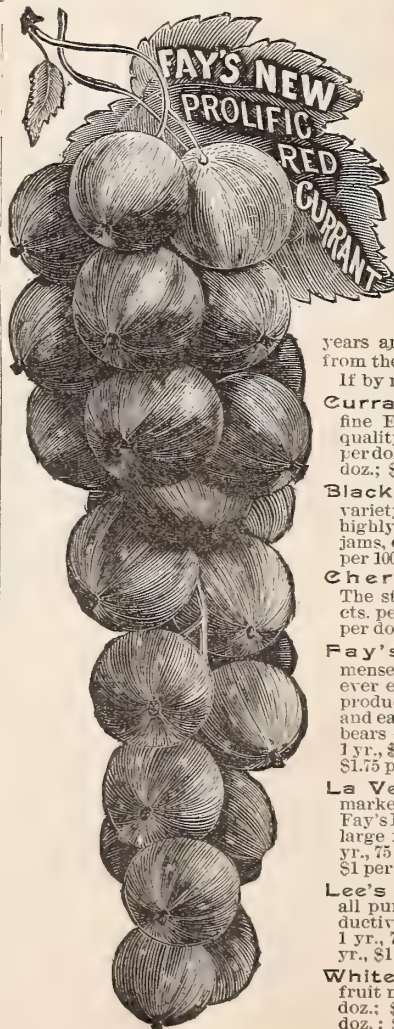 FAY'S NEW
PROLIFIC
RED
CURRANT
years an
from the
If by
Curra
fine E
quality
per do
doz.; $
Black
variety
highly
jams,
per 100
Cher
The st
cts. pe
per do
Fay's
mense
ever e
produ
and ea
bears
1 yr., $
$1.75 p
La Ve
marke
Fay's
large
yr., 75
$1 per
Lee's
all pur
ductiv
1 yr., 7
yr., $1
White
fruit
doz.; $
doz.; $